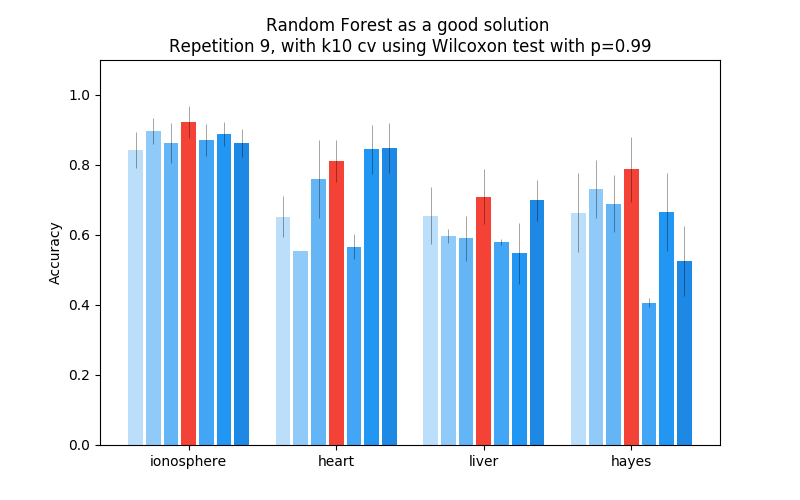 Random Forest as a good solution
Repetition 9, with k10 cv using Wilcoxon test with p=0.99
1.0
0.8
0.6
0.4
0.2
0.0
Accuracy
ionosphere
heart
liver
hayes